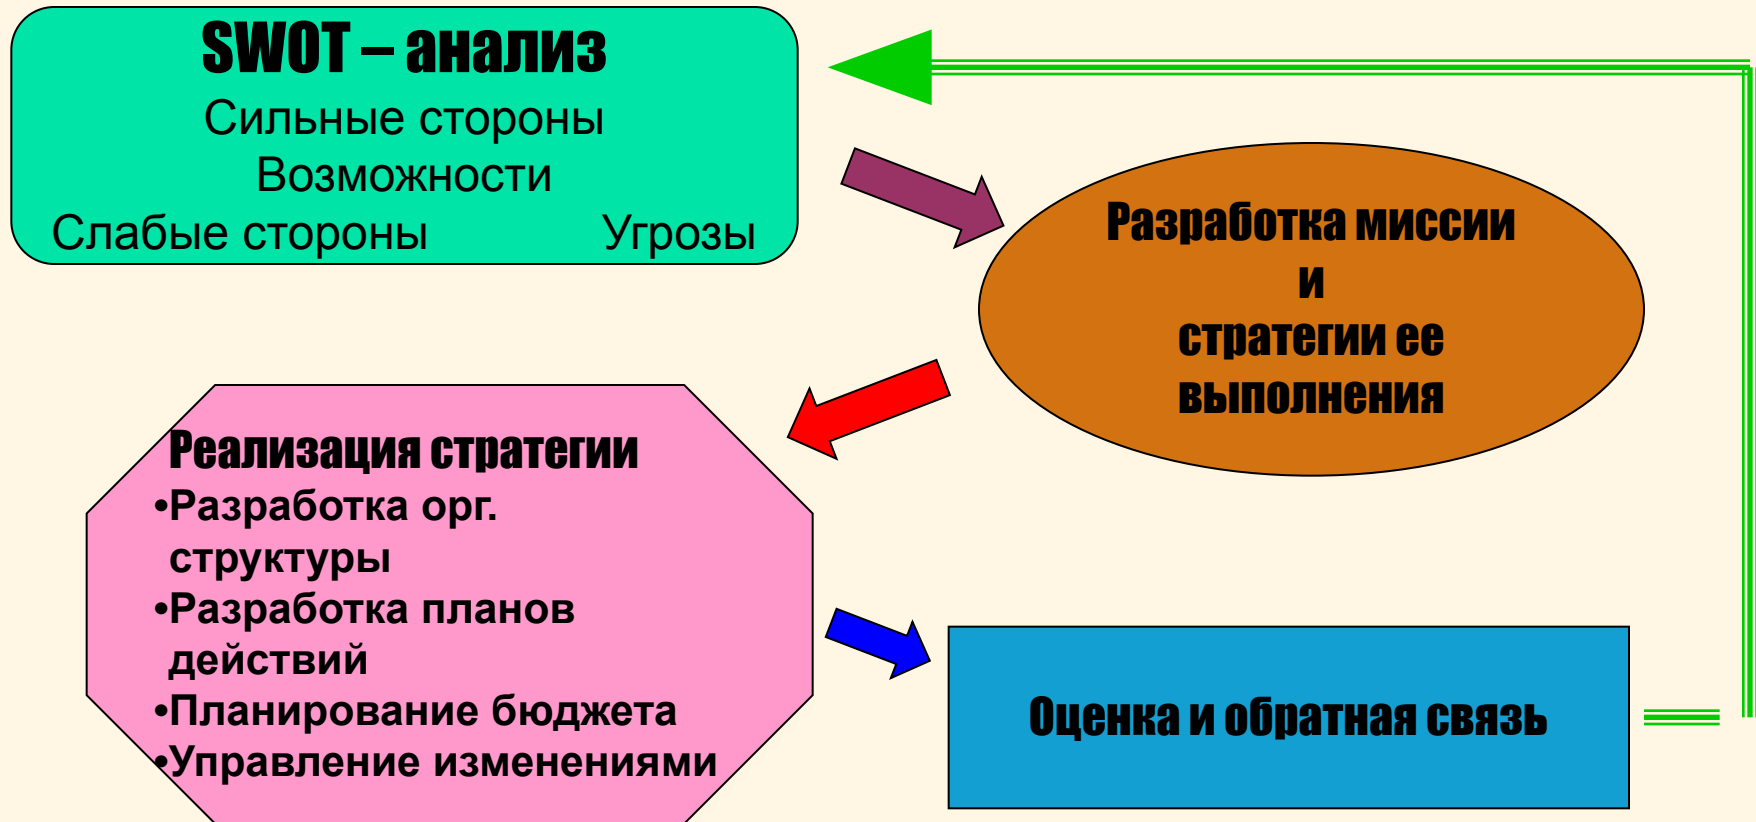 SWOT – анализ
Сильные стороны
Возможности
Слабые стороны Угрозы
Разработка миссии
и
стратегии ее
выполнения
Реализация стратегии
•Разработка орг.
структуры
•Разработка планов
действий
•Планирование бюджета
•Управление изменениями
Оценка и обратная связь